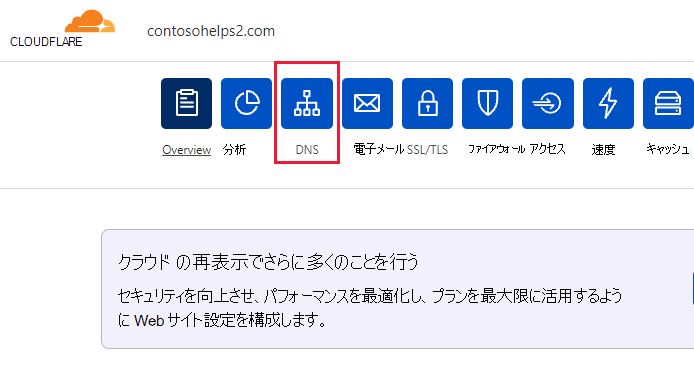 CLOUDFLARE
contosohelps2.com
Overview 分析 DNS 電子メール SSL/TLS ファイアウォール アクセス 速度 キャッシュ
クラウド の再表示でさらに多くのことを行う
セキュリティを向上させ、パフォーマンスを最適化し、プランを最大限に活用するよう
に Web サイト設定を構成します。